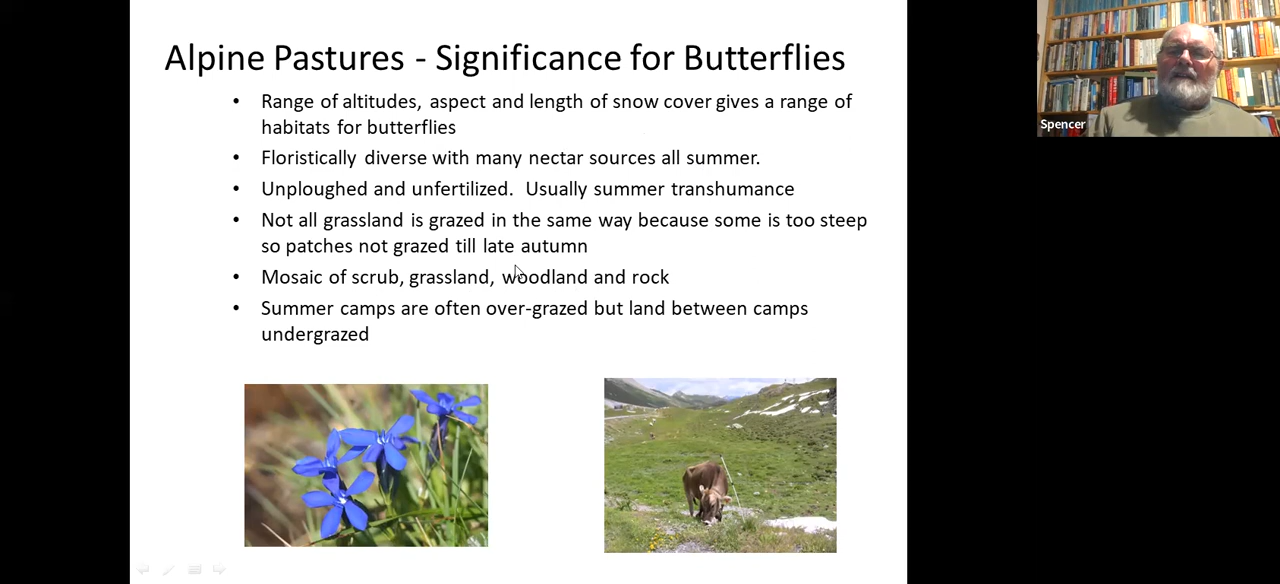 Alpine Pastures - Significance for Butterflies
• Range of altitudes, aspect and length of snow cover gives a range of
habitats for butterflies
• Floristically diverse with many nectar sources all summer.
• Unploughed and unfertilized.  Usually summer transhumance
• Not all grassland is grazed in the same way because some is too steep
so patches not grazed till late autumn
• Mosaic of scrub, grassland, woodland and rock
• Summer camps are often over-grazed but land between camps
undergrazed
Spencer